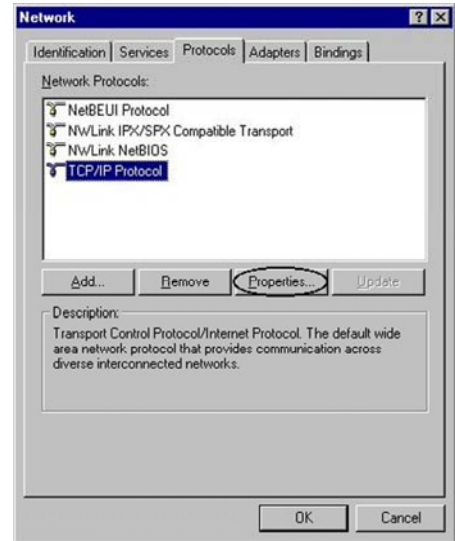 Network
Identification Services Protocols Adapters Bindings
Network Protocols:
NetBEUI Protocol
NWLink IPX/SPX Compatible Transport
NWLink NetBIOS
TCP/IP Protocol
Add... Remove Properties... Update
Description:
Transport Control Protocol/Internet Protocol. The default wide
area network protocol that provides communication across
diverse interconnected networks.
OK Cancel